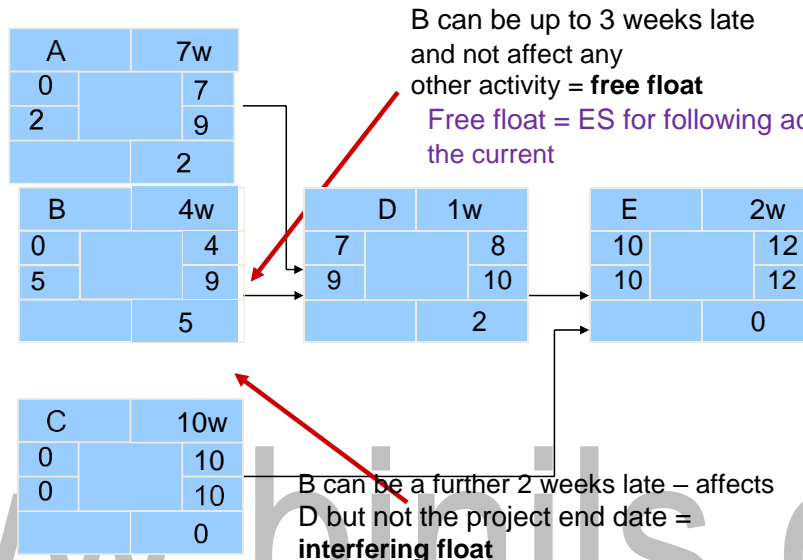 B can be up to 3 weeks late
and not affect any
other activity = free float
Free float = ES for following
the current
A 7w
0 7
2 9
2
B 4w
0 4
5 9
5
D 1w
7 8
9 10
2
E 2w
10 12
10 12
0
C 10w
0 10
0 10
0
B can be a further 2 weeks late – affects
D but not the project end date =
interfering float